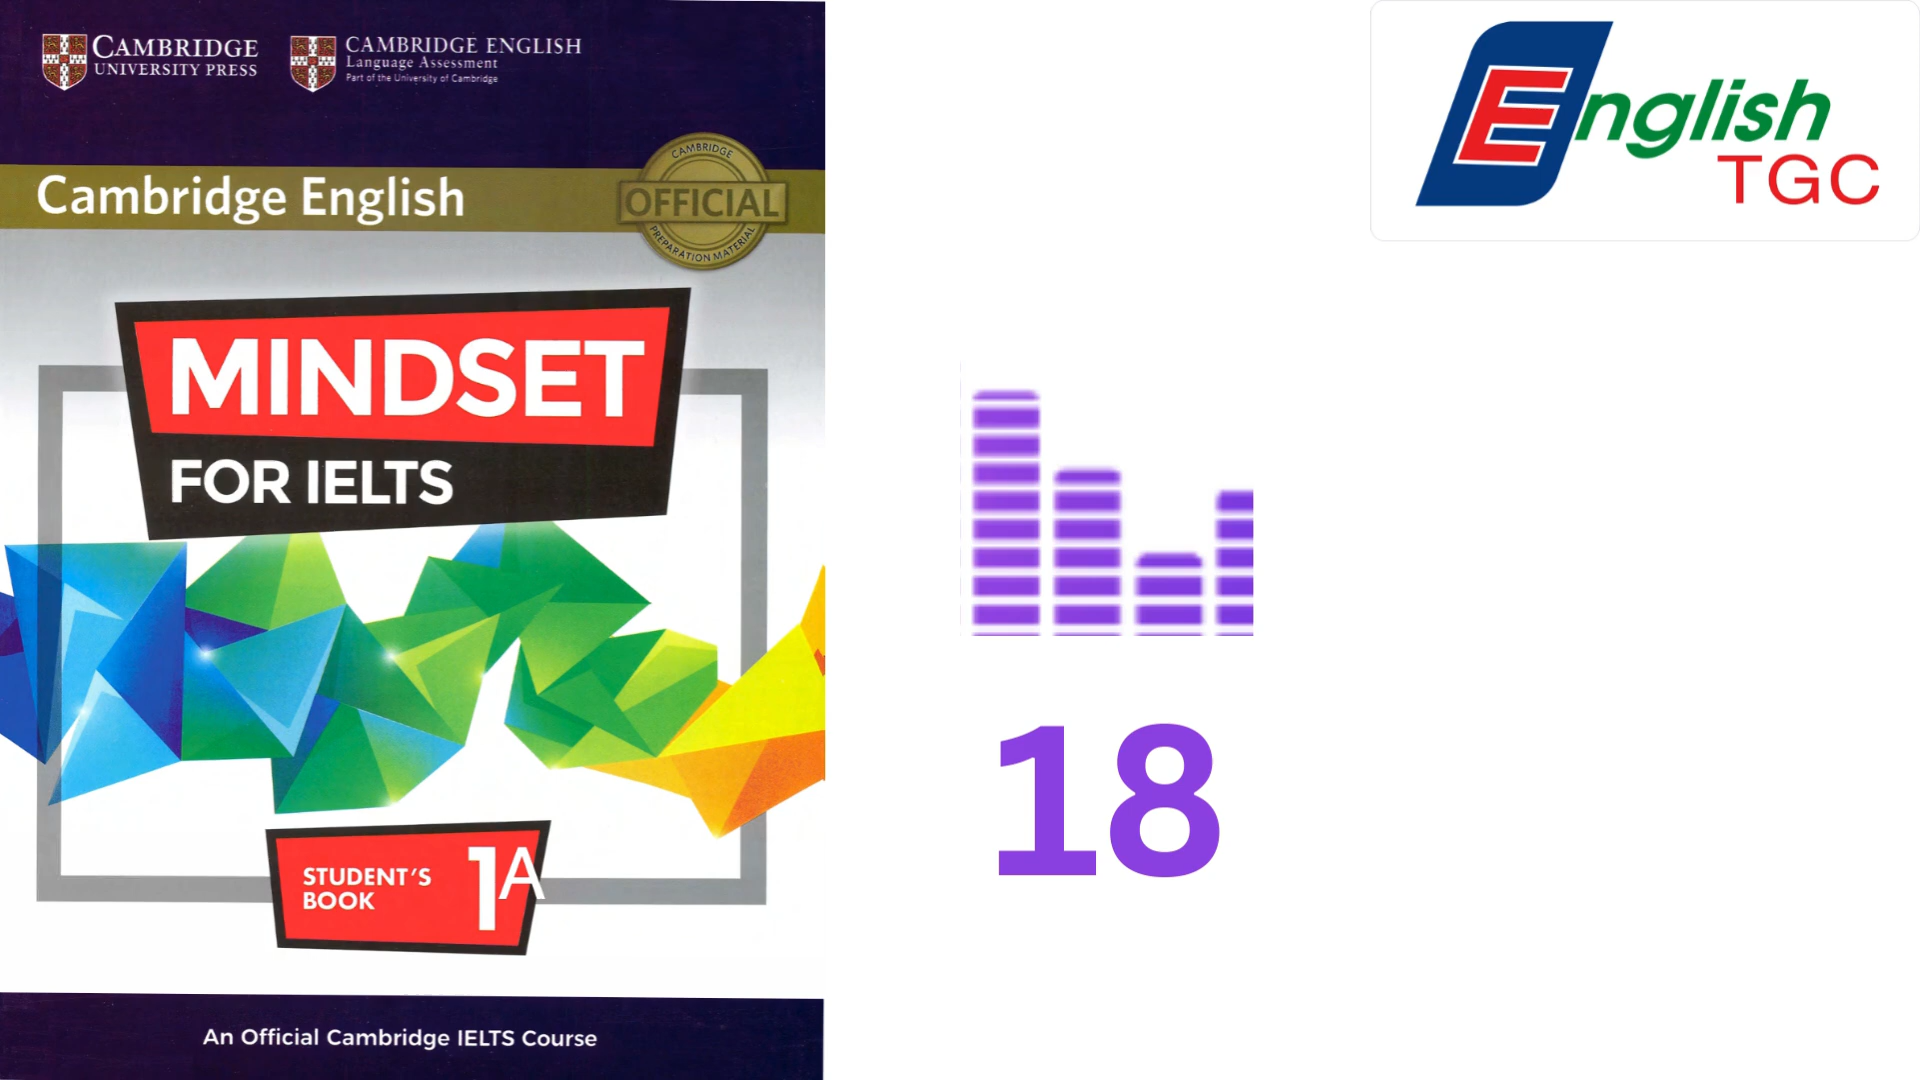 CAMBRIDGE
UNIVERSITY PRESS
CAMBRIDGE ENGLISH
Language Assessment
Part of the University of Cambridge
Cambridge English
CAMBRIDGE
OFFICIAL
PREPARATION MATERIAL
MINDSET
FOR IELTS
STUDENT'S
BOOK
1A
An Official Cambridge IELTS Course
English
TGC
18